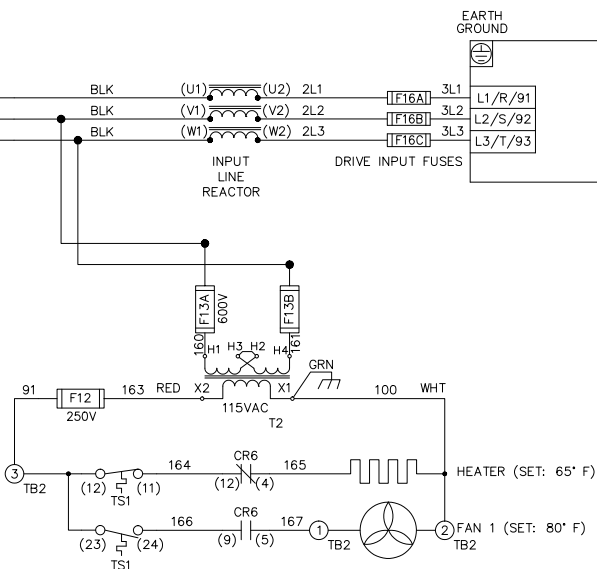 EARTH
GROUND
BLK (U1) (U2) 2L1 F16A 3L1 L1/R/91
BLK (V1) (V2) 2L2 F16B 3L2 L2/S/92
BLK (W1) (W2) 2L3 F16C 3L3 L3/T/93
INPUT
LINE
REACTOR
DRIVE INPUT FUSES
F13A
600V
F13B
160
161
H1 H3 H2 H4
GRN
91 F12 163 RED X2 X1 100 WHT
250V
115VAC
T2
3
TB2
164 CR6 165
(12) (11) (12) (4)
TS1
HEATER (SET: 65° F)
166 CR6 167 1 2 FAN 1 (SET: 80° F)
(23) (24) (9) (5) TB2 TB2
TS1